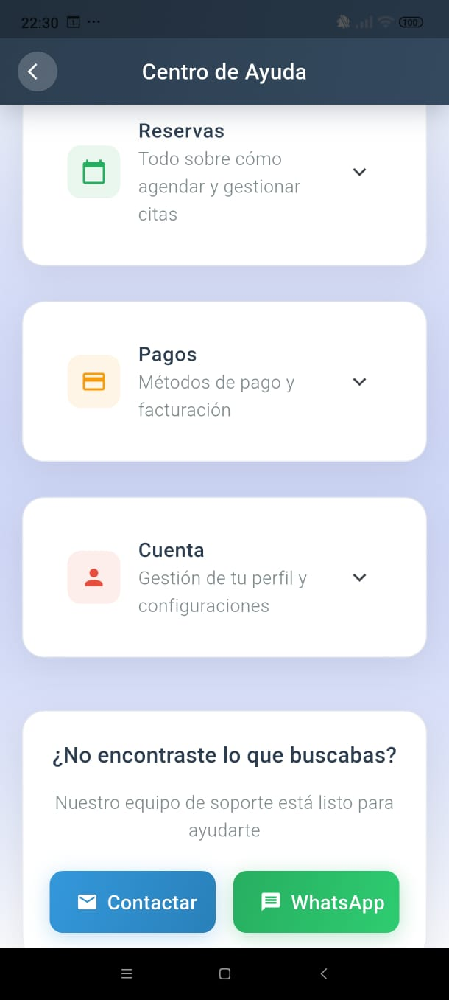 22:30 1 ... 100
Centro de Ayuda
Reservas
Todo sobre cómo
agendar y gestionar
citas
Pagos
Métodos de pago y
facturación
Cuenta
Gestión de tu perfil y
configuraciones
¿No encontraste lo que buscabas?
Nuestro equipo de soporte está listo para
ayudarte
Contactar WhatsApp